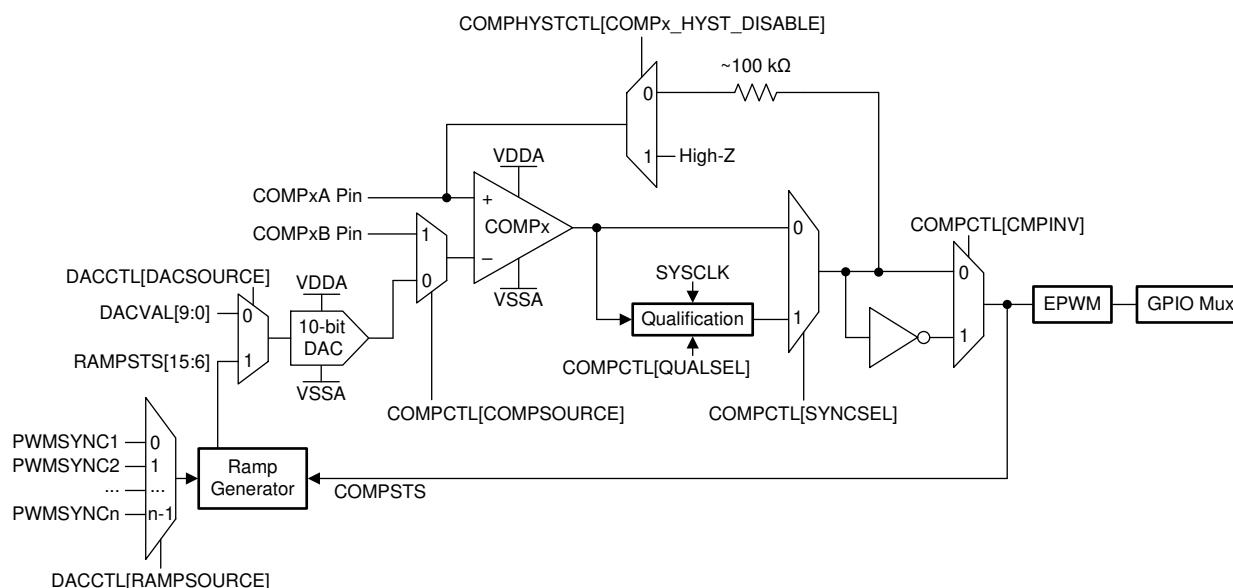 COMPHYSTCTL[COMPx_HYST_DISABLE]
~100 kΩ
0
1
High-Z
VDDA
COMPxA Pin
+
COMPx
COMPxB Pin
1
–
0
0
COMPCTL[CMPINV]
0
DACCTL[DACSOURCE]
VDDA
VSSA
SYSCLK
DACVAL[9:0]
0
10-bit
DAC
Qualification
1
EPWM
GPIO Mux
1
RAMPSTS[15:6]
1
VSSA
COMPCTL[QUALSEL]
COMPCTL[COMPSOURCE]
COMPCTL[SYNCSEL]
PWMSYNC1
0
PWMSYNC2
1
...
...
PWMSYNCn
n-1
Ramp
Generator
COMPSTS
DACCTL[RAMPSOURCE]